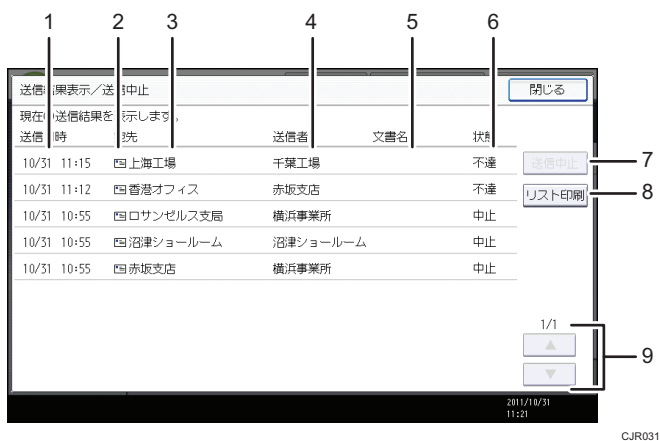 1 2 3 4 5 6
送信 果表示／送 中止
閉じる
現在 送信結果を 示します。
送信 時 先 送信者 文書名 状
10/31 11:15 上海工場 千葉工場 不達
送信中止
7
10/31 11:12 香港オフィス 赤坂支店 不達
リスト印刷
8
10/31 10:55 ロサンゼルス支局 横浜事業所 中止
10/31 10:55 沼津ショールーム 沼津ショールーム 中止
10/31 10:55 赤坂支店 横浜事業所 中止
1/1
▲
9
▼
2011/10/31
11:21
CJR031